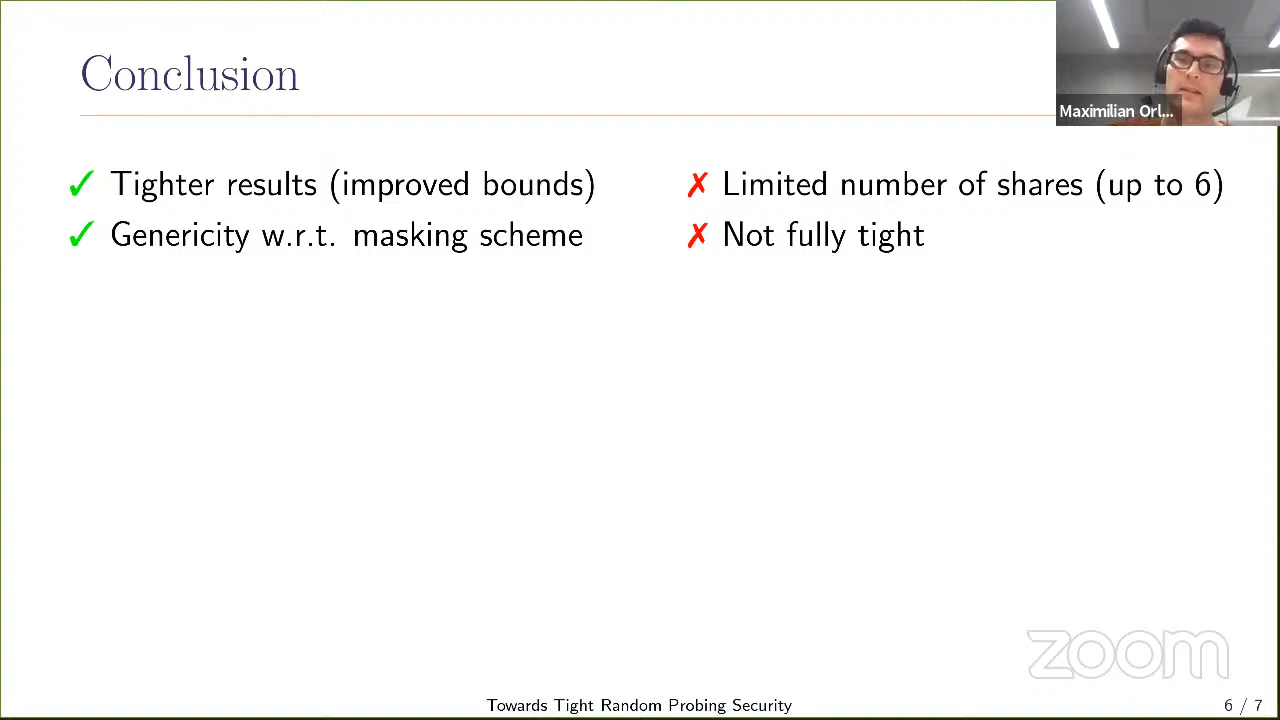 Conclusion
Maximilian Orl...
✓ Tighter results (improved bounds)
✓ Genericity w.r.t. masking scheme
✗ Limited number of shares (up to 6)
✗ Not fully tight
zoom
Towards Tight Random Probing Security
6 / 7